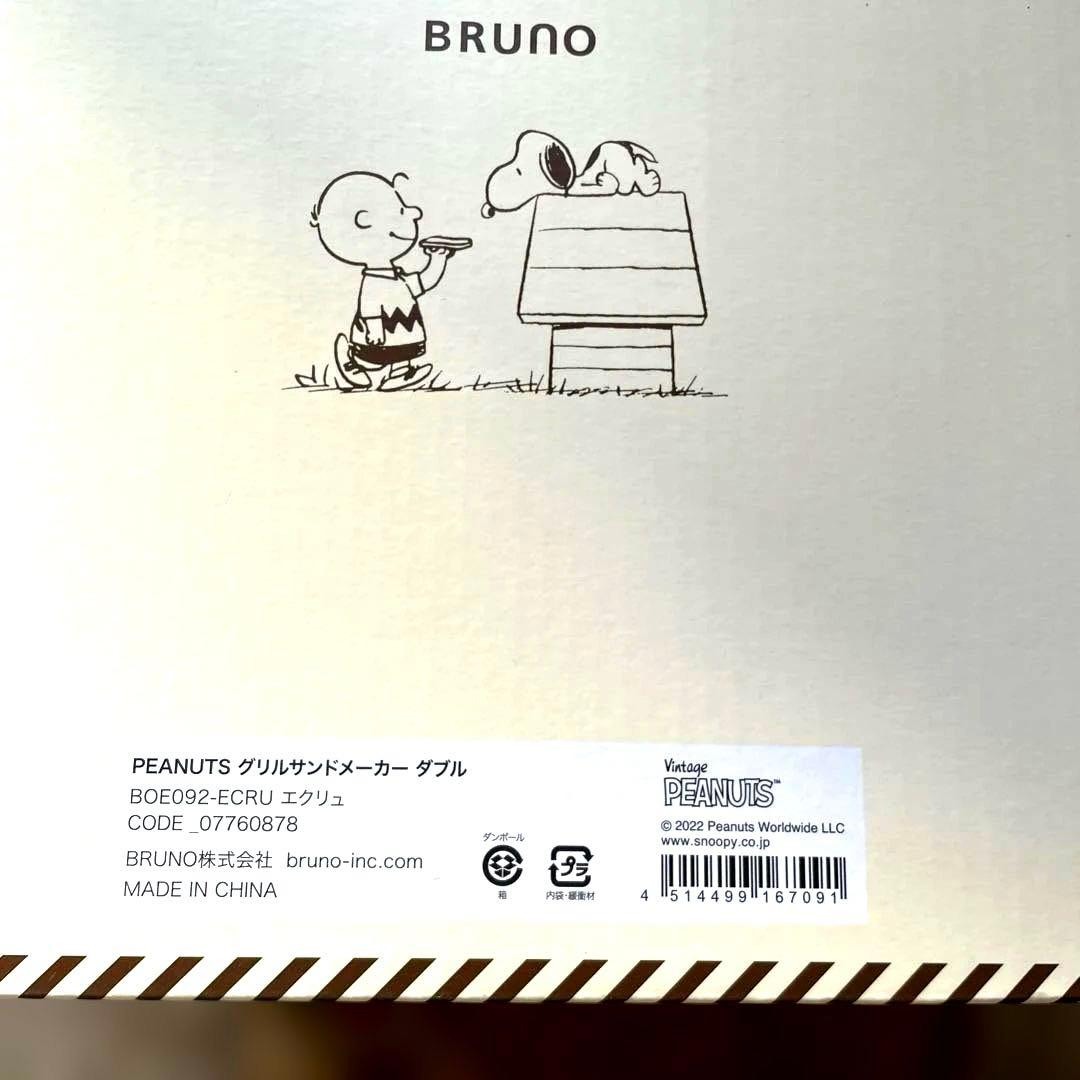 BRUNO
PEANUTS グリルサンドメーカー ダブル
BOE092-ECRU エクリュ
CODE _07760878
BRUNO株式会社 bruno-inc.com
MADE IN CHINA
ダンボール
箱
プラ
内袋・緩衝材
Vintage
PEANUTS™
© 2022 Peanuts Worldwide LLC
www.snoopy.co.jp
4 514499 167091